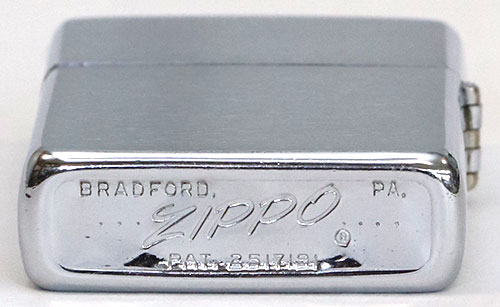 BRADFORD, PA.
.... ZIPPO ® ....
PAT. 2517191